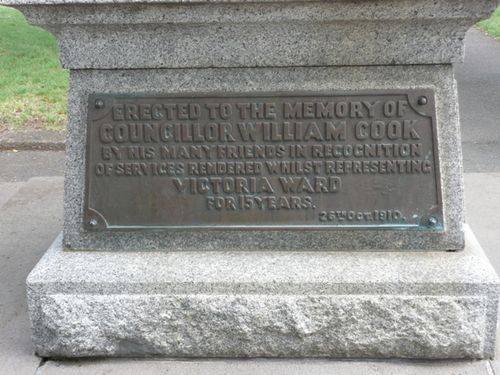 ERECTED TO THE MEMORY OF
COUNCILLOR WILLIAM COOK
BY HIS MANY FRIENDS IN RECOGNITION
OF SERVICES RENDERED WHILST REPRESENTING
VICTORIA WARD
FOR 15 YEARS.
26TH OCT. 1910.